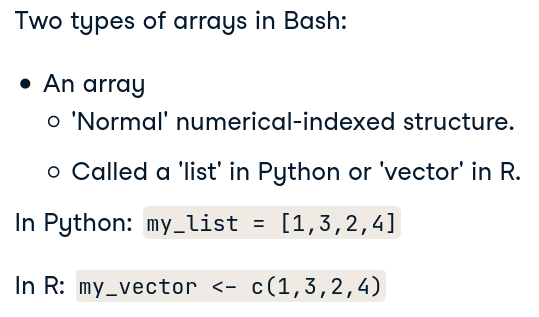 Two types of arrays in Bash:
• An array
○ 'Normal' numerical-indexed structure.
○ Called a 'list' in Python or 'vector' in R.
In Python: my_list = [1,3,2,4]
In R: my_vector <- c(1,3,2,4)